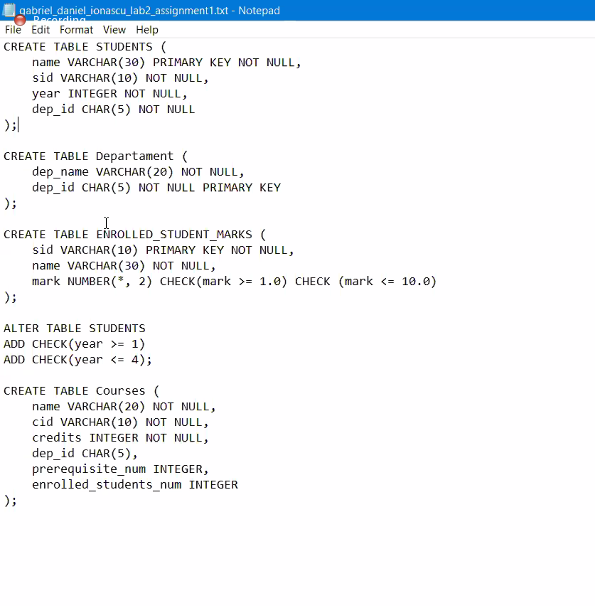 gabriel_daniel_ionascu_lab2_assignment1.txt - Notepad
Recording
File Edit Format View Help
CREATE TABLE STUDENTS (
    name VARCHAR(30) PRIMARY KEY NOT NULL,
    sid VARCHAR(10) NOT NULL,
    year INTEGER NOT NULL,
    dep_id CHAR(5) NOT NULL
);
CREATE TABLE Departament (
    dep_name VARCHAR(20) NOT NULL,
    dep_id CHAR(5) NOT NULL PRIMARY KEY
);
CREATE TABLE ENROLLED_STUDENT_MARKS (
    sid VARCHAR(10) PRIMARY KEY NOT NULL,
    name VARCHAR(30) NOT NULL,
    mark NUMBER(*, 2) CHECK(mark >= 1.0) CHECK (mark <= 10.0)
);
ALTER TABLE STUDENTS
ADD CHECK(year >= 1)
ADD CHECK(year <= 4);
CREATE TABLE Courses (
    name VARCHAR(20) NOT NULL,
    cid VARCHAR(10) NOT NULL,
    credits INTEGER NOT NULL,
    dep_id CHAR(5),
    prerequisite_num INTEGER,
    enrolled_students_num INTEGER
);